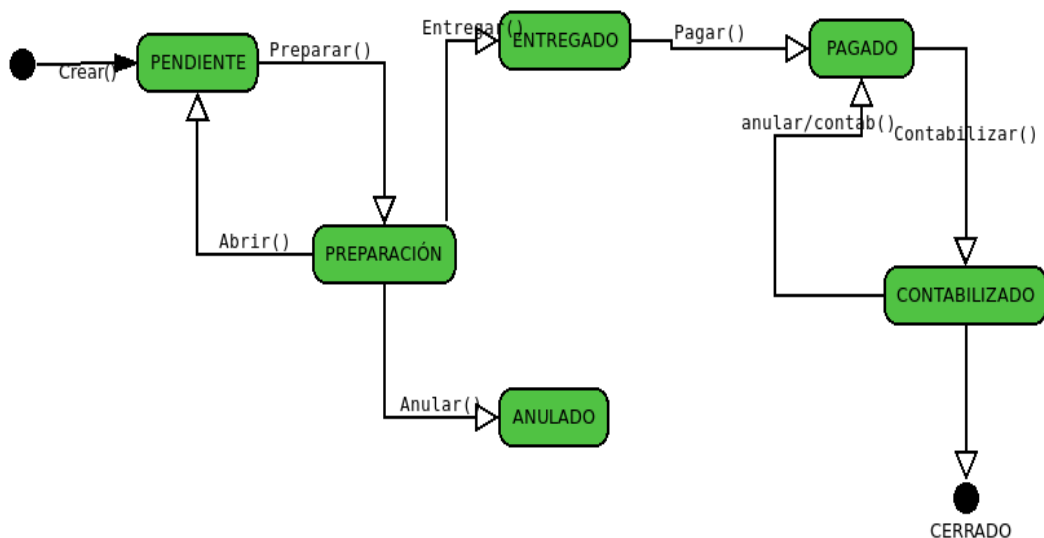 Crear()
PENDIENTE
Preparar()
Entregar()
ENTREGADO
Pagar()
PAGADO
anular/contab()
Contabilizar()
Abrir()
PREPARACIÓN
CONTABILIZADO
Anular()
ANULADO
CERRADO